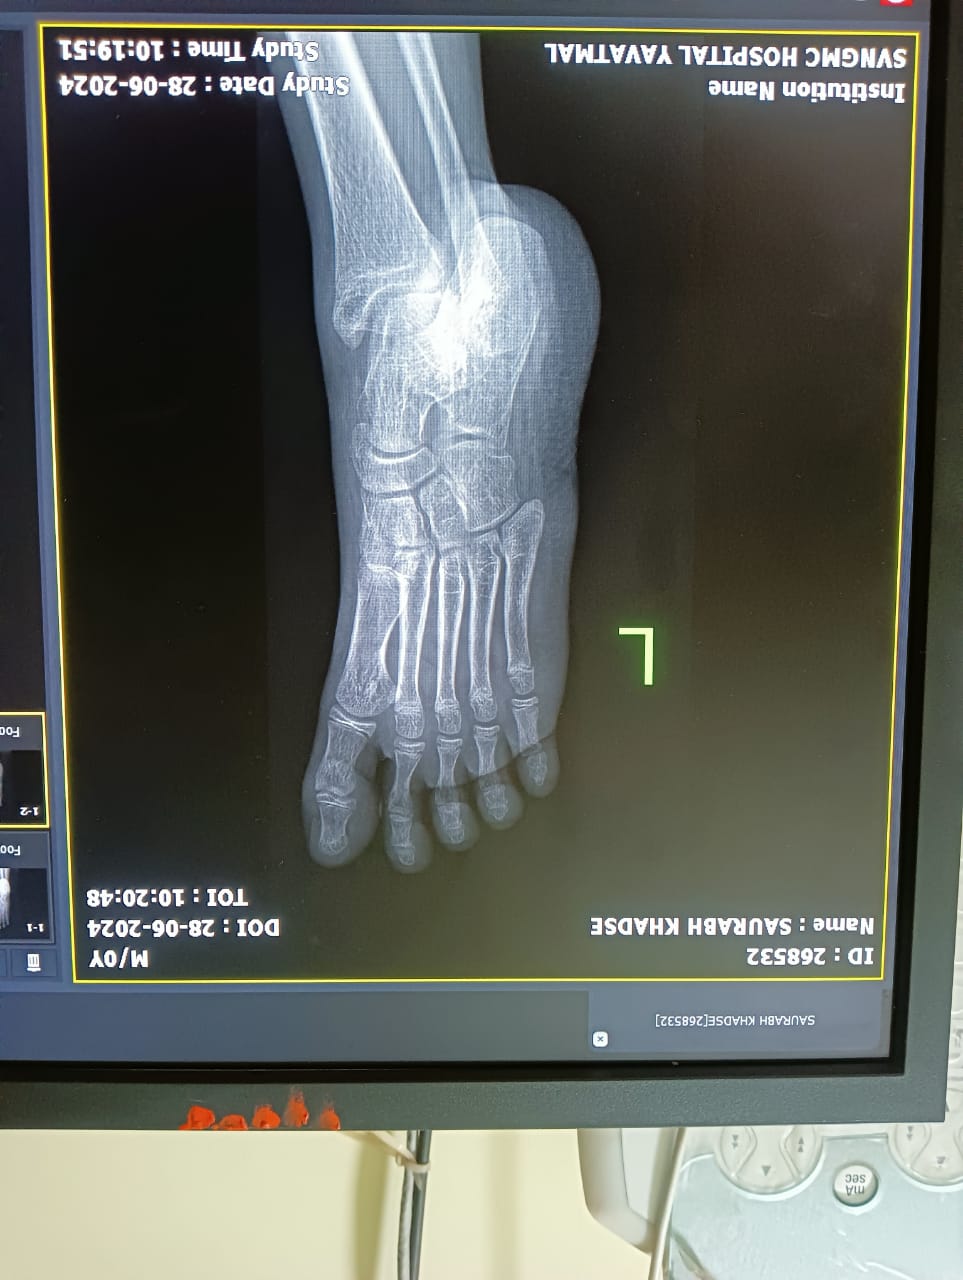 SAURABH KHADSE[268532]
ID : 268532
Name : SAURABH KHADSE
M/0Y
DOI : 28-06-2024
TOI : 10:20:48
1-1
Foo
1-2
Foo
L
Institution Name
SVNGMC HOSPITAL YAVATMAL
Study Date : 28-06-2024
Study Time : 10:19:51
mA
sec